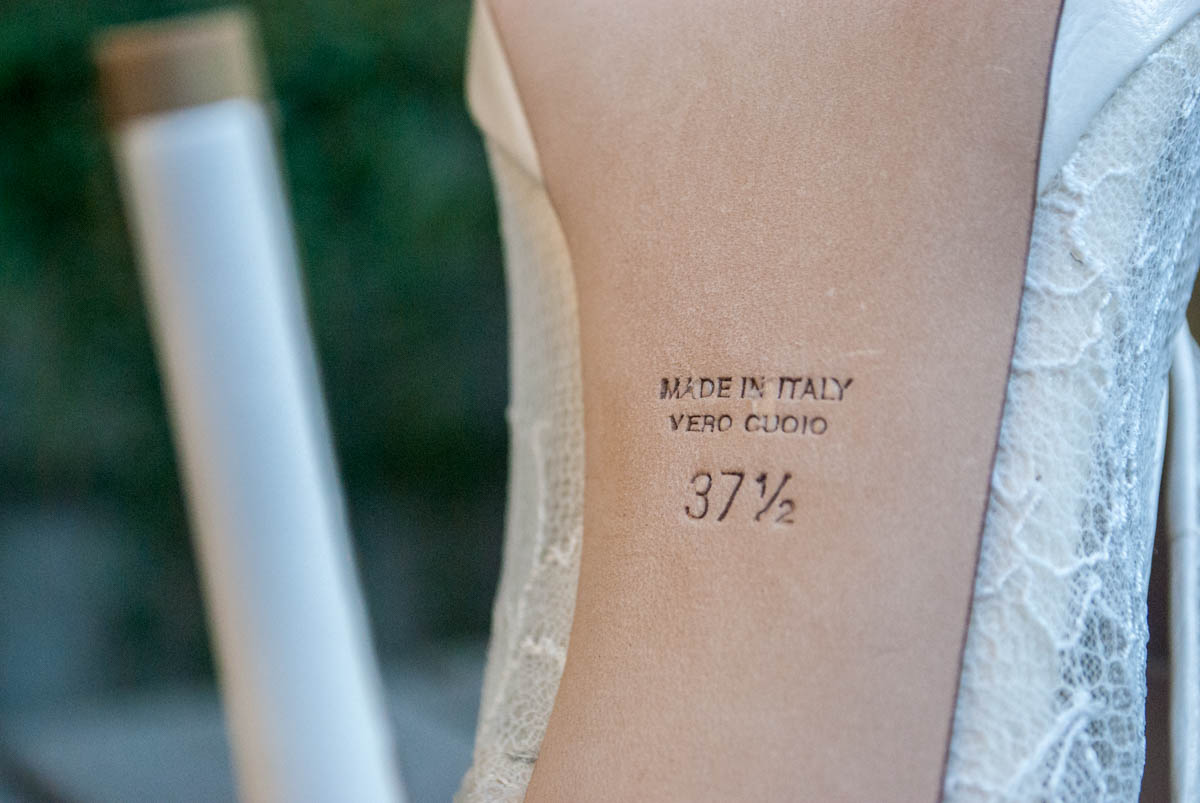 MADE IN ITALY
VERO CUOIO
37½